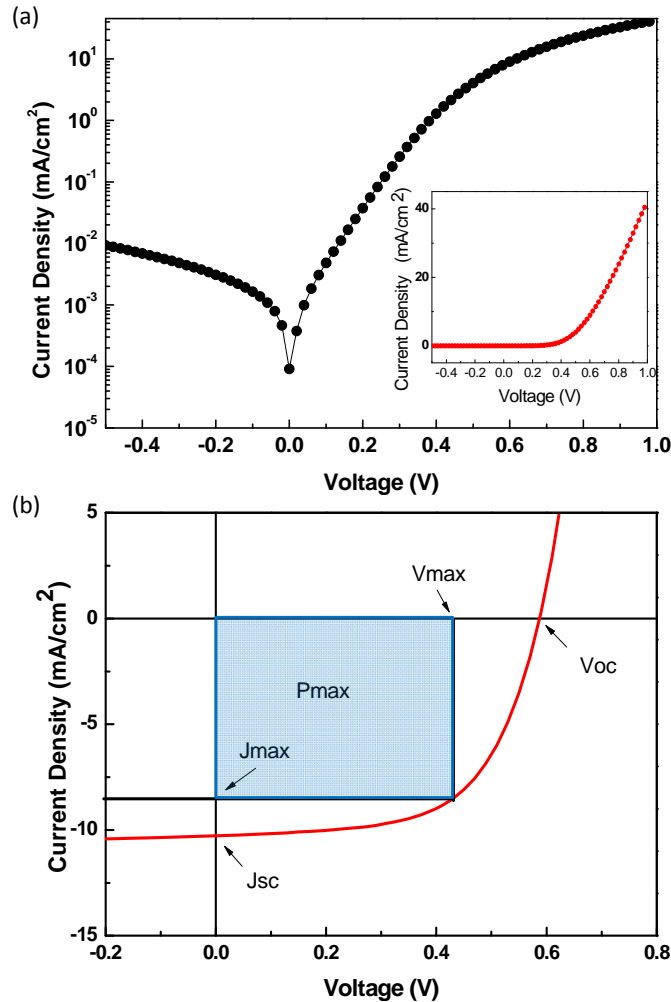 (a)
Current Density (mA/cm²)
10¹
10⁰
10⁻¹
10⁻²
10⁻³
10⁻⁴
10⁻⁵
-0.4 -0.2 0.0 0.2 0.4 0.6 0.8 1.0
Voltage (V)
Current Density (mA/cm²)
40
20
0
-0.4 -0.2 0.0 0.2 0.4 0.6 0.8 1.0
Voltage (V)
(b)
Current Density (mA/cm²)
5
0
-5
-10
-15
Vmax
Voc
Pmax
Jmax
Jsc
-0.2 0.0 0.2 0.4 0.6 0.8
Voltage (V)